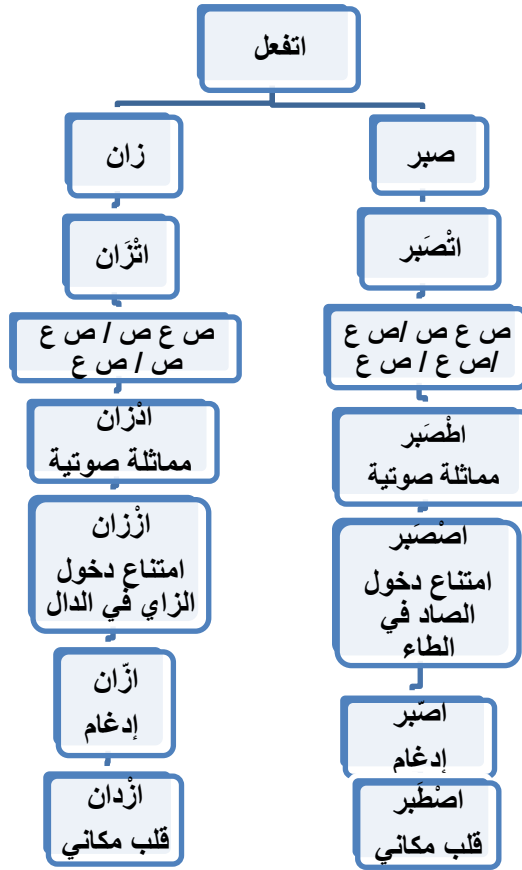 اتفعل
صبر
اتْصَبر
ص ع ص /ص ع
/ص ع / ص ع
اطْصَبر
مماثلة صوتية
اصْصَبر
امتناع دخول
الصاد في
الطاء
اصّبر
إدغام
اصْطَبر
قلب مكاني
زان
اتْزَان
ص ع ص / ص ع
ص / ص ع
ادْزان
مماثلة صوتية
ازْزان
امتناع دخول
الزاي في الدال
ازّان
إدغام
ازْدان
قلب مكاني